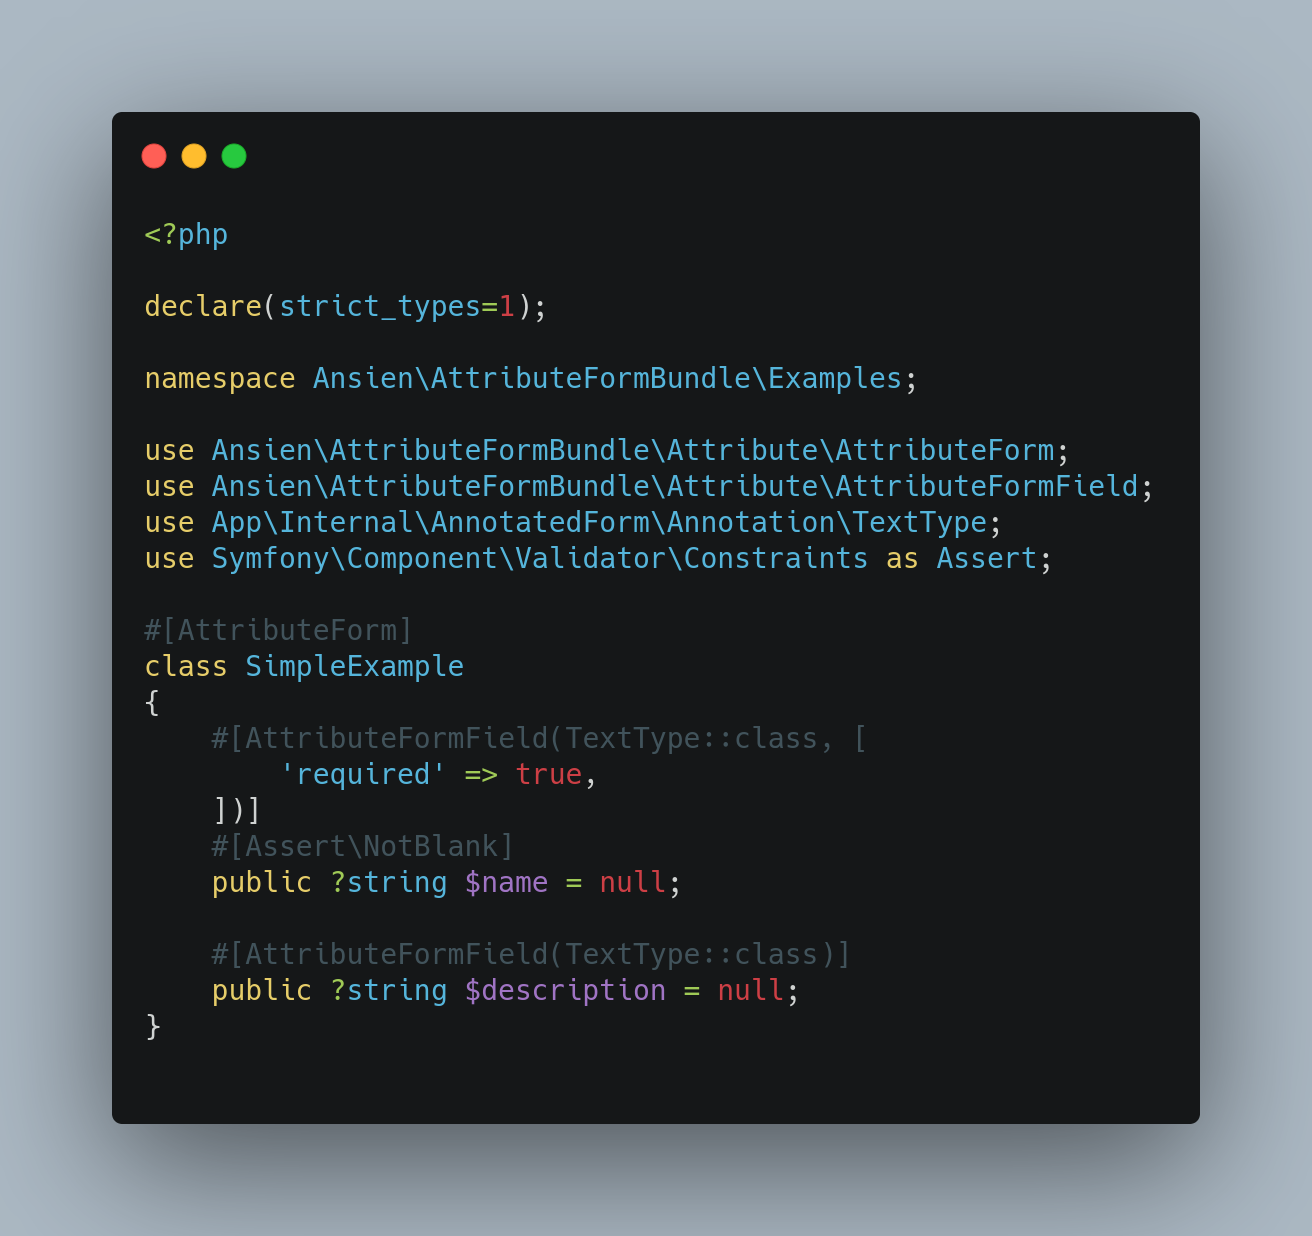 <?php

declare(strict_types=1);

namespace Ansien\AttributeFormBundle\Examples;

use Ansien\AttributeFormBundle\Attribute\AttributeForm;
use Ansien\AttributeFormBundle\Attribute\AttributeFormField;
use App\Internal\AnnotatedForm\Annotation\TextType;
use Symfony\Component\Validator\Constraints as Assert;

#[AttributeForm]
class SimpleExample
{
    #[AttributeFormField(TextType::class, [
        'required' => true,
    ])]
    #[Assert\NotBlank]
    public ?string $name = null;

    #[AttributeFormField(TextType::class)]
    public ?string $description = null;
}